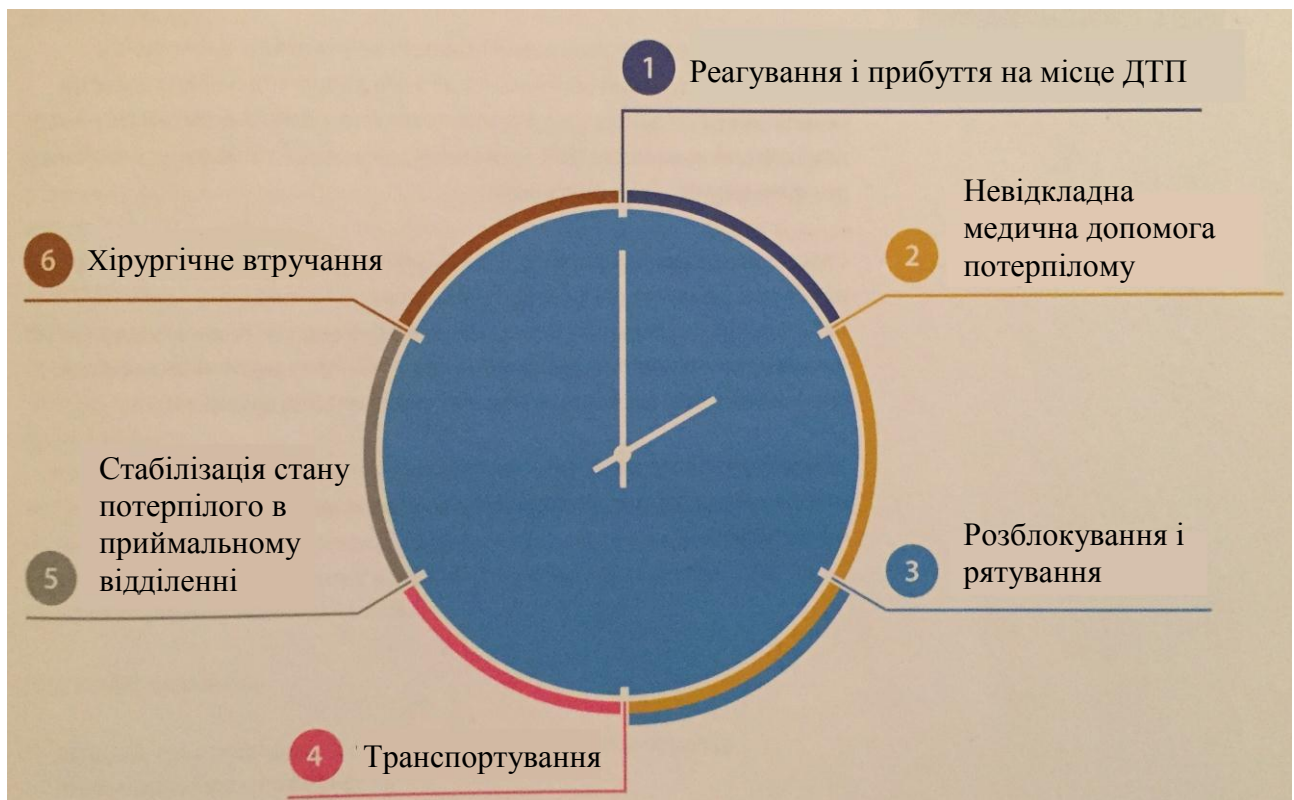 1 Реагування і прибуття на місце ДТП
2 Невідкладна
медична допомога
потерпілому
3 Розблокування і
рятування
4 Транспортування
5 Стабілізація стану
потерпілого в
приймальному
відділенні
6 Хірургічне втручання